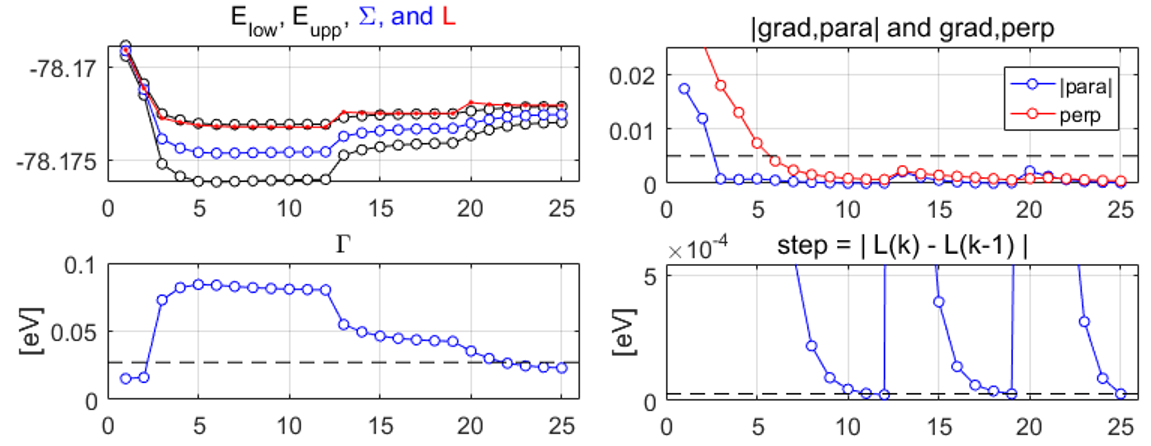 E_low, E_upp, Σ, and L
-78.17
-78.175
0 5 10 15 20 25
|grad,para| and grad,perp
0.02
0.01
0
|para|
perp
0 5 10 15 20 25
Γ
[eV]
0.1
0.05
0
0 5 10 15 20 25
×10^-4
step = | L(k) - L(k-1) |
[eV]
5
0
0 5 10 15 20 25